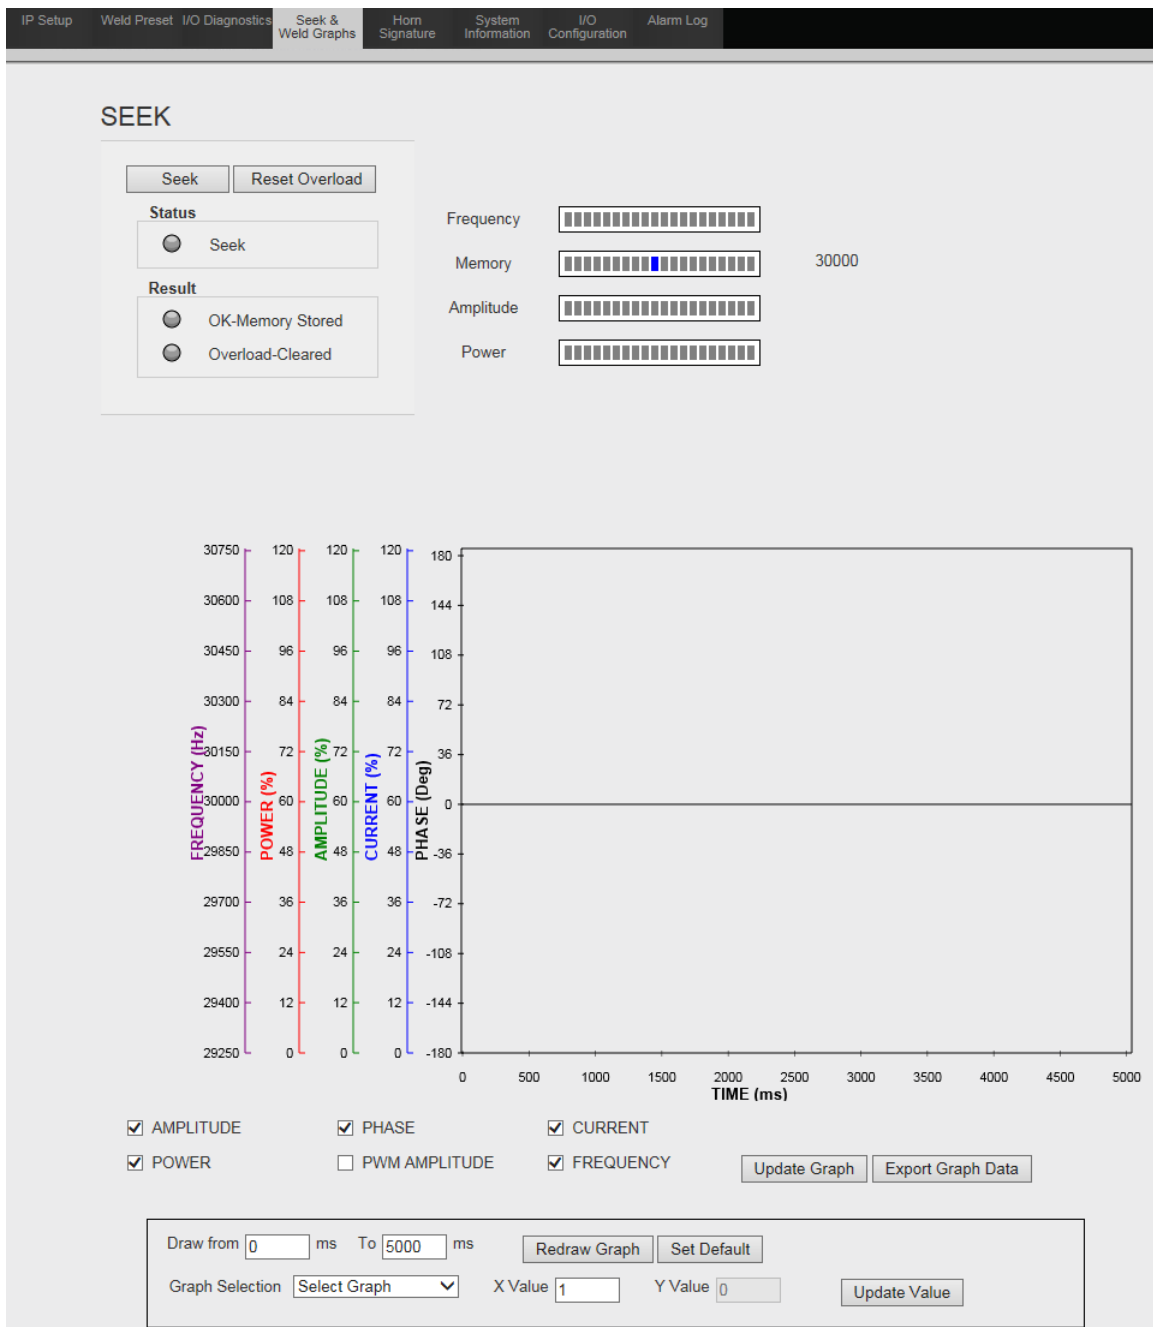 IP Setup Weld Preset I/O Diagnostics Seek & Weld Graphs Horn Signature System Information I/O Configuration Alarm Log
SEEK
Seek Reset Overload
Status
Seek
Result
OK-Memory Stored
Overload-Cleared
Frequency
Memory 30000
Amplitude
Power
30750 120 120 120 180
30600 108 108 108 144
30450 96 96 96 108
30300 84 84 84 72
30150 72 72 72 36
30000 60 60 60 0
29850 48 48 48 -36
29700 36 36 36 -72
29550 24 24 24 -108
29400 12 12 12 -144
29250 0 0 0 -180
FREQUENCY (Hz)
POWER (%)
AMPLITUDE (%)
CURRENT (%)
PHASE (Deg)
0 500 1000 1500 2000 2500 3000 3500 4000 4500 5000
TIME (ms)
AMPLITUDE PHASE CURRENT
POWER PWM AMPLITUDE FREQUENCY Update Graph Export Graph Data
Draw from 0 ms To 5000 ms Redraw Graph Set Default
Graph Selection Select Graph X Value 1 Y Value 0 Update Value